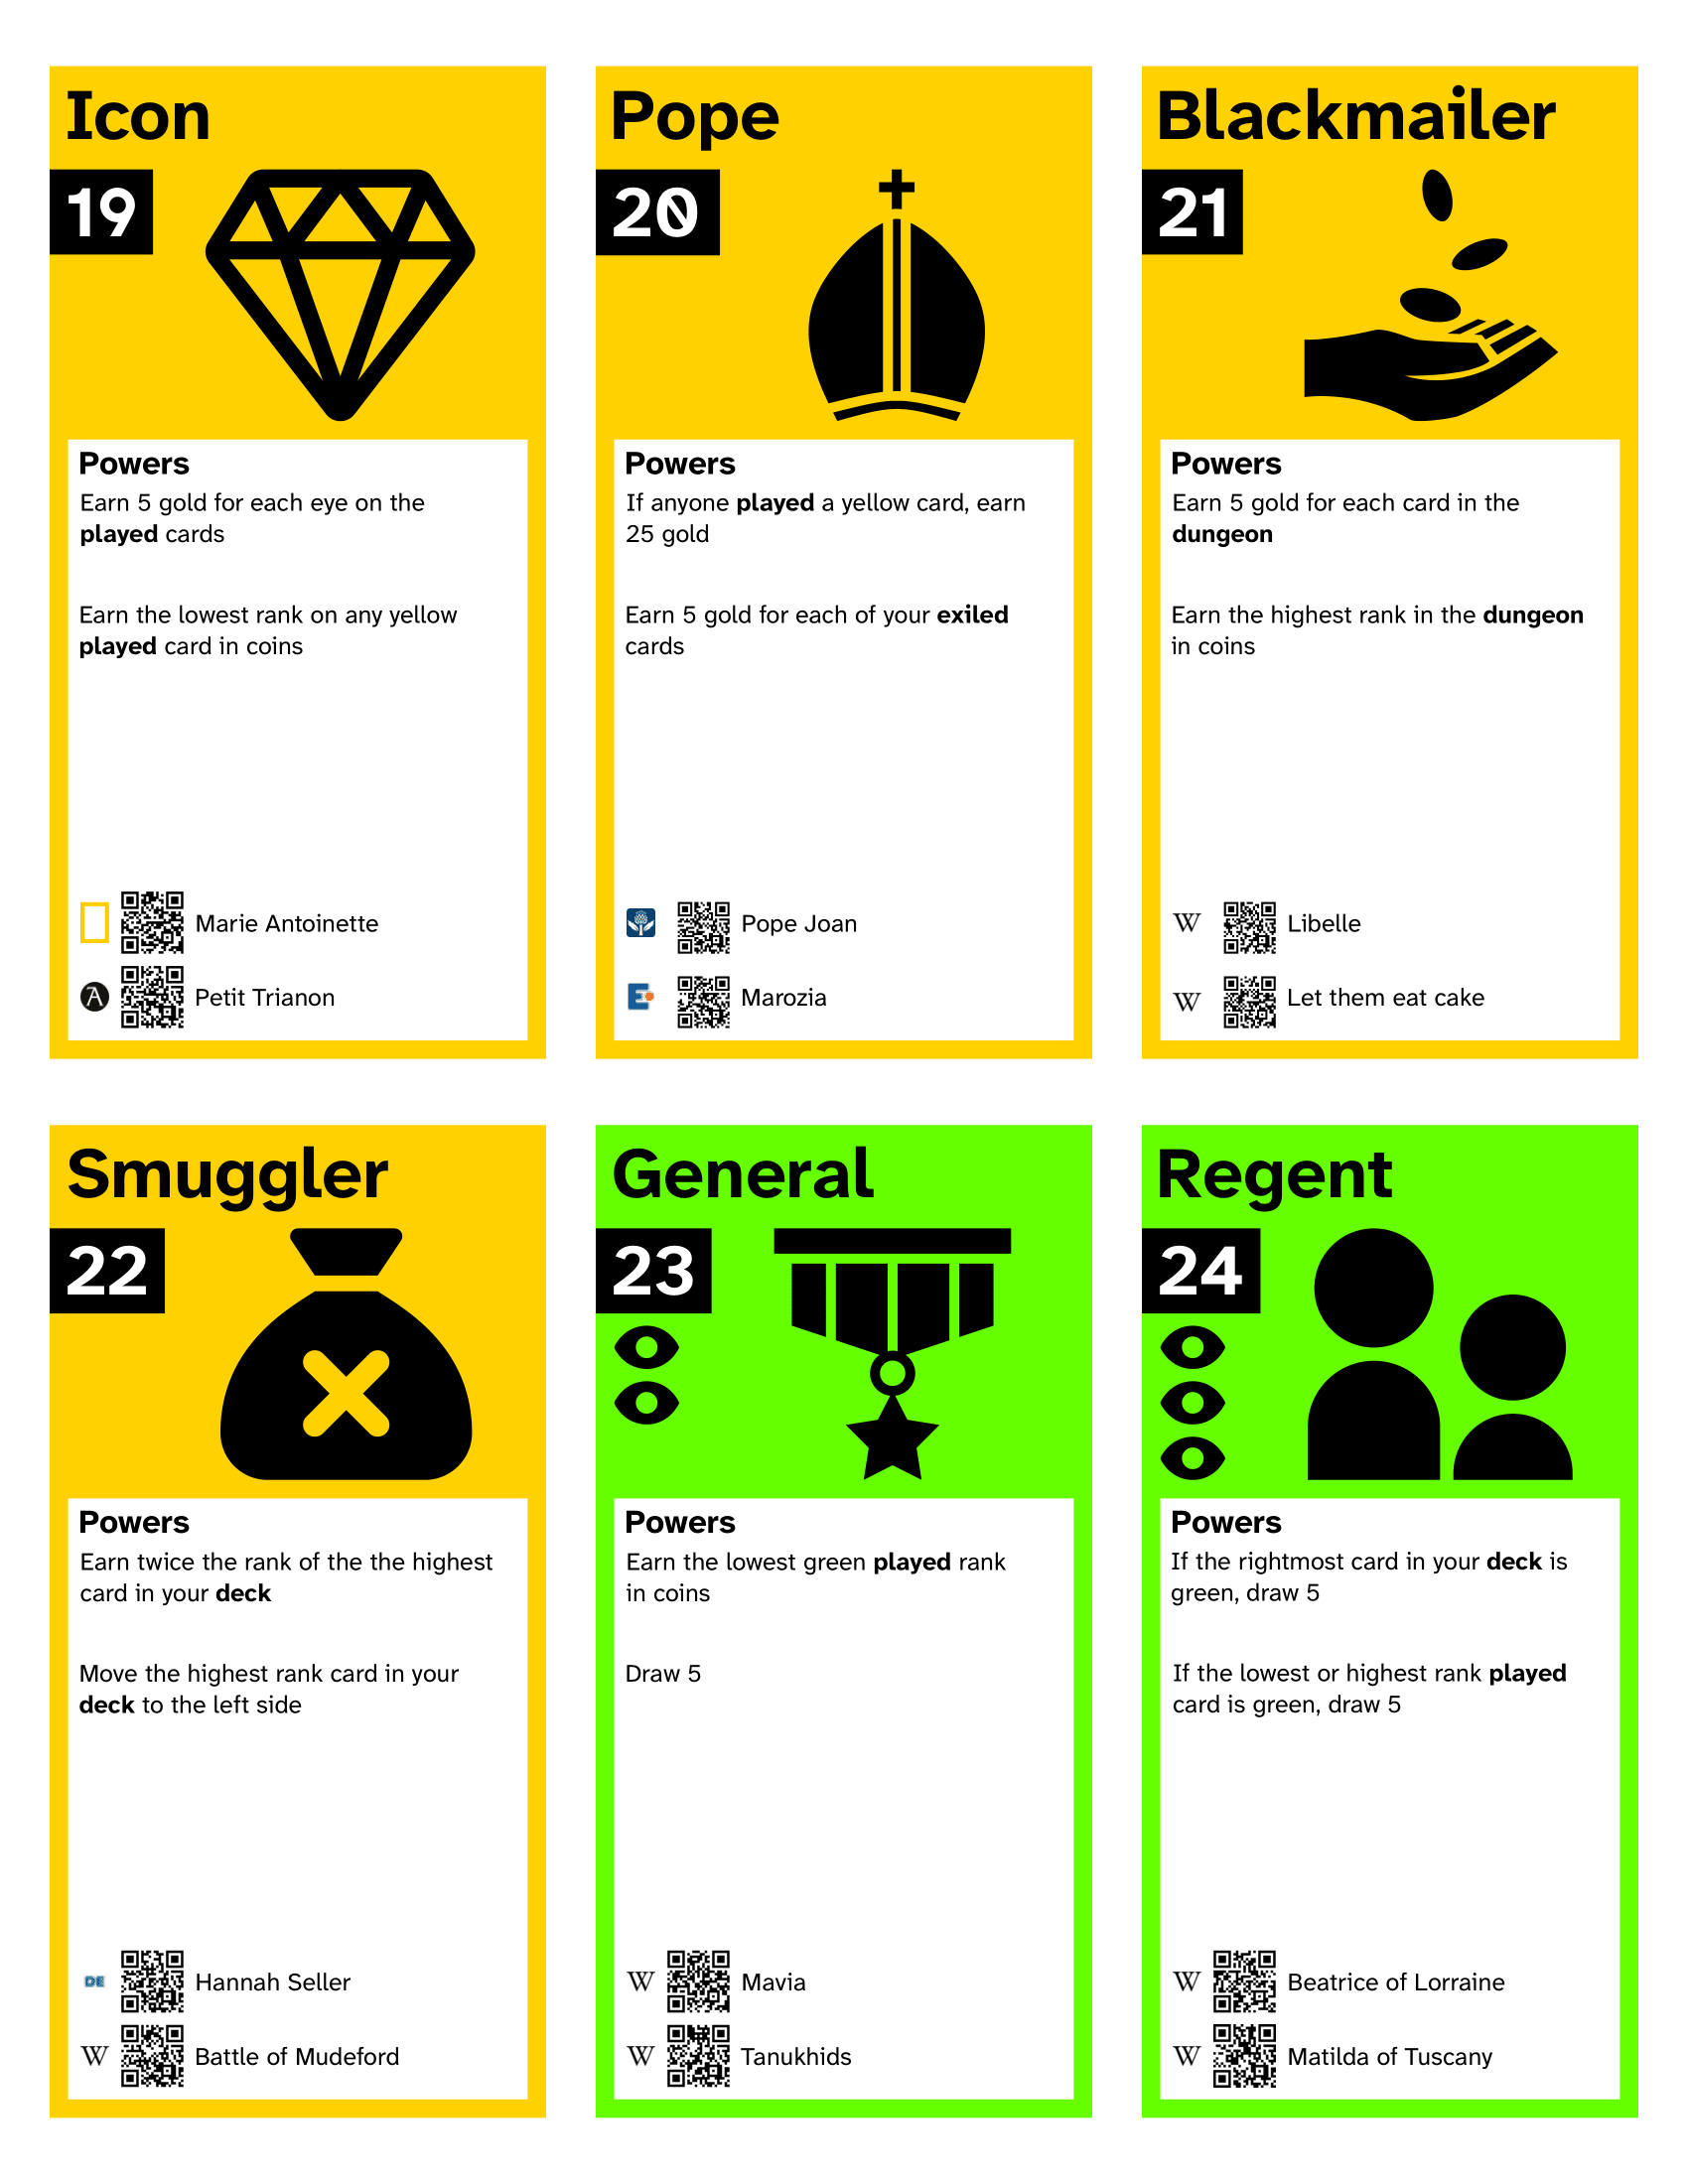 Icon
19
Powers
Earn 5 gold for each eye on the
played cards
Earn the lowest rank on any yellow
played card in coins
Marie Antoinette
A
Petit Trianon
Pope
20
Powers
If anyone played a yellow card, earn
25 gold
Earn 5 gold for each of your exiled
cards
Pope Joan
E
Marozia
Blackmailer
21
Powers
Earn 5 gold for each card in the
dungeon
Earn the highest rank in the dungeon
in coins
W
Libelle
W
Let them eat cake
Smuggler
22
Powers
Earn twice the rank of the the highest
card in your deck
Move the highest rank card in your
deck to the left side
DE
Hannah Seller
W
Battle of Mudeford
General
23
Powers
Earn the lowest green played rank
in coins
Draw 5
W
Mavia
W
Tanukhids
Regent
24
Powers
If the rightmost card in your deck is
green, draw 5
If the lowest or highest rank played
card is green, draw 5
W
Beatrice of Lorraine
W
Matilda of Tuscany